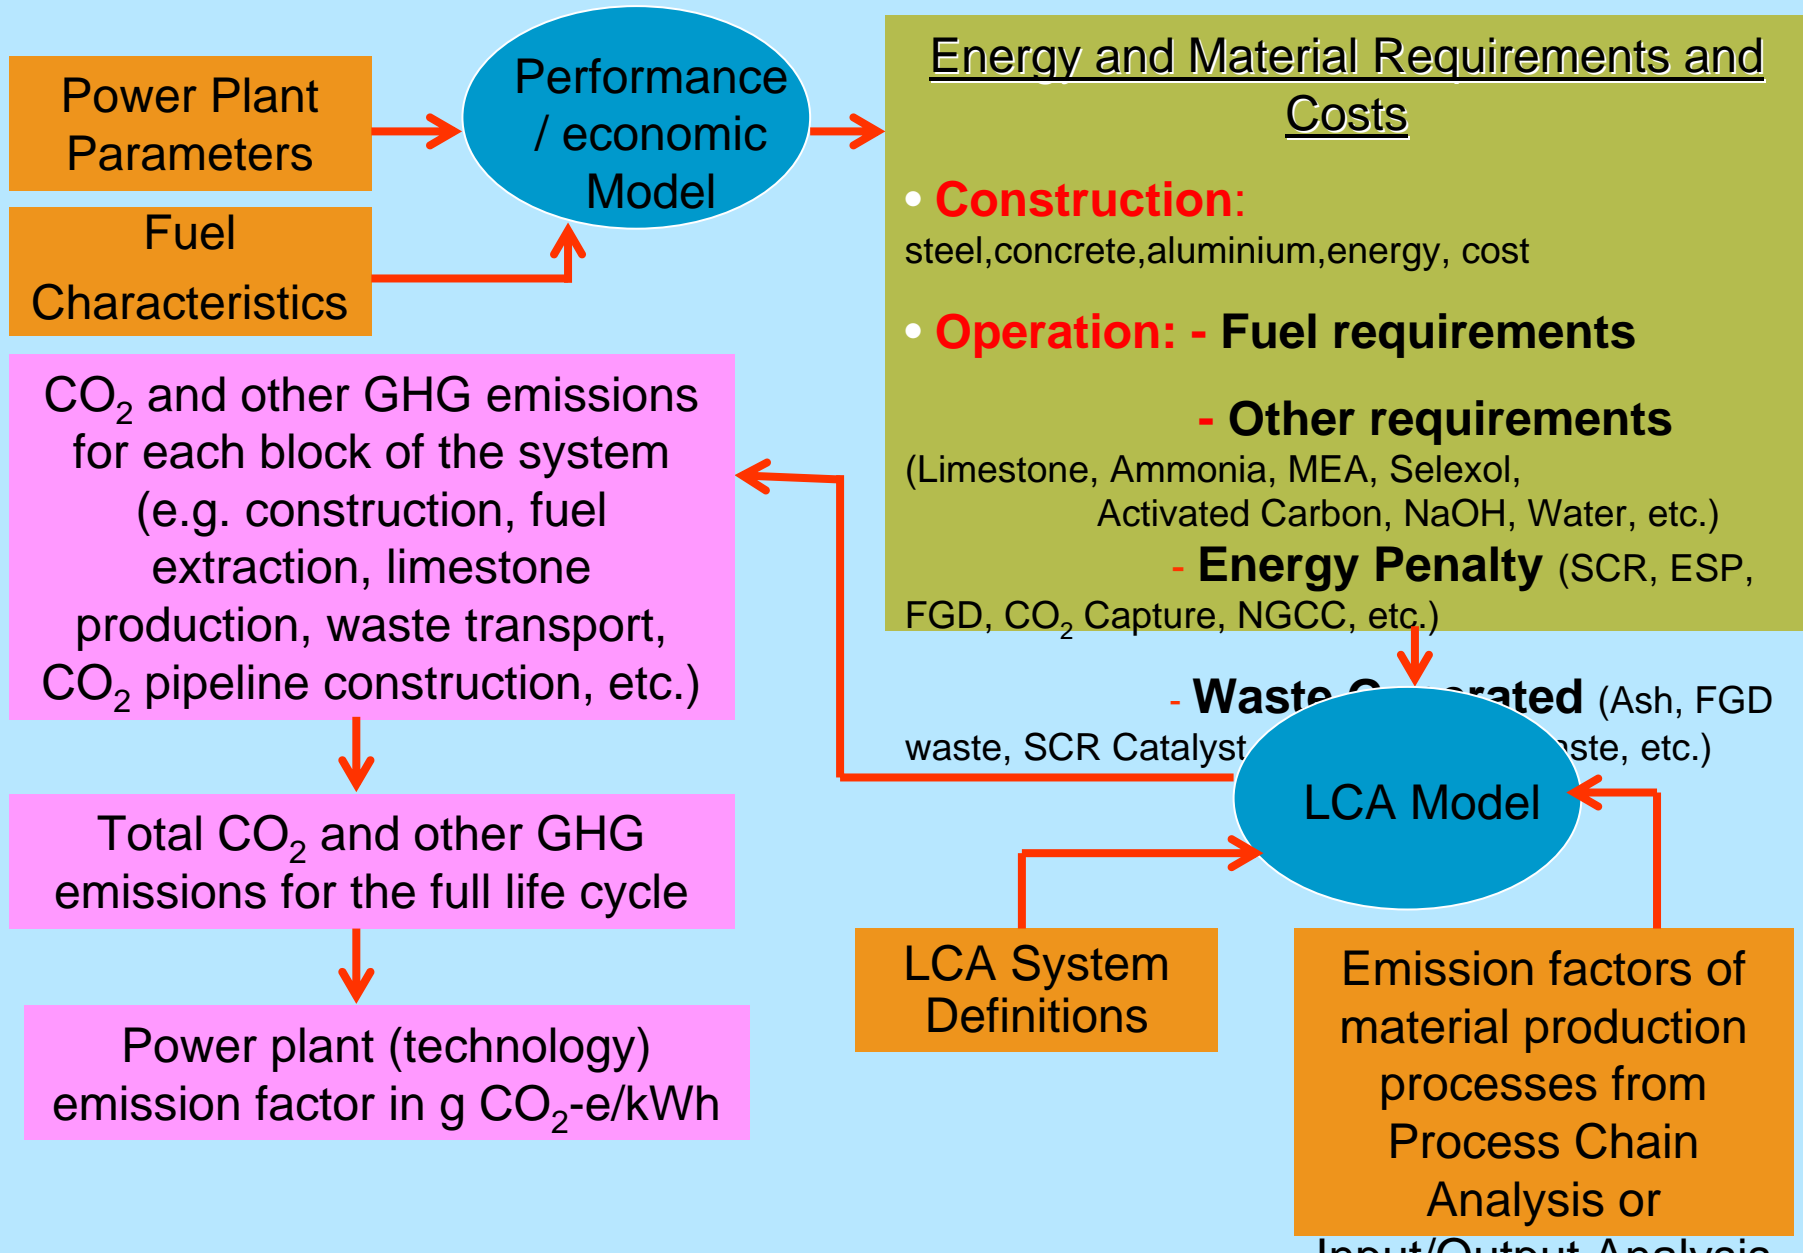 Power Plant
Parameters
Fuel
Characteristics
Performance
/ economic
Model
Energy and Material Requirements and
Costs
• Construction:
steel,concrete,aluminium,energy, cost
• Operation: - Fuel requirements
- Other requirements
(Limestone, Ammonia, MEA, Selexol,
Activated Carbon, NaOH, Water, etc.)
- Energy Penalty (SCR, ESP,
FGD, CO₂ Capture, NGCC, etc.)
- Waste Generated (Ash, FGD
waste, SCR Catalyst etc.)
CO₂ and other GHG emissions
for each block of the system
(e.g. construction, fuel
extraction, limestone
production, waste transport,
CO₂ pipeline construction, etc.)
Total CO₂ and other GHG
emissions for the full life cycle
Power plant (technology)
emission factor in g CO₂-e/kWh
LCA Model
LCA System
Definitions
Emission factors of
material production
processes from
Process Chain
Analysis or
Input/Output Analysis